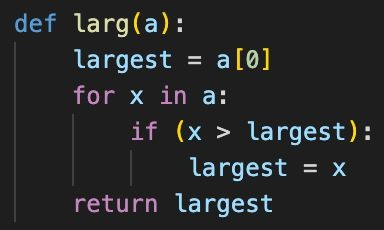 def larg(a):
    largest = a[0]
    for x in a:
        if (x > largest):
            largest = x
    return largest